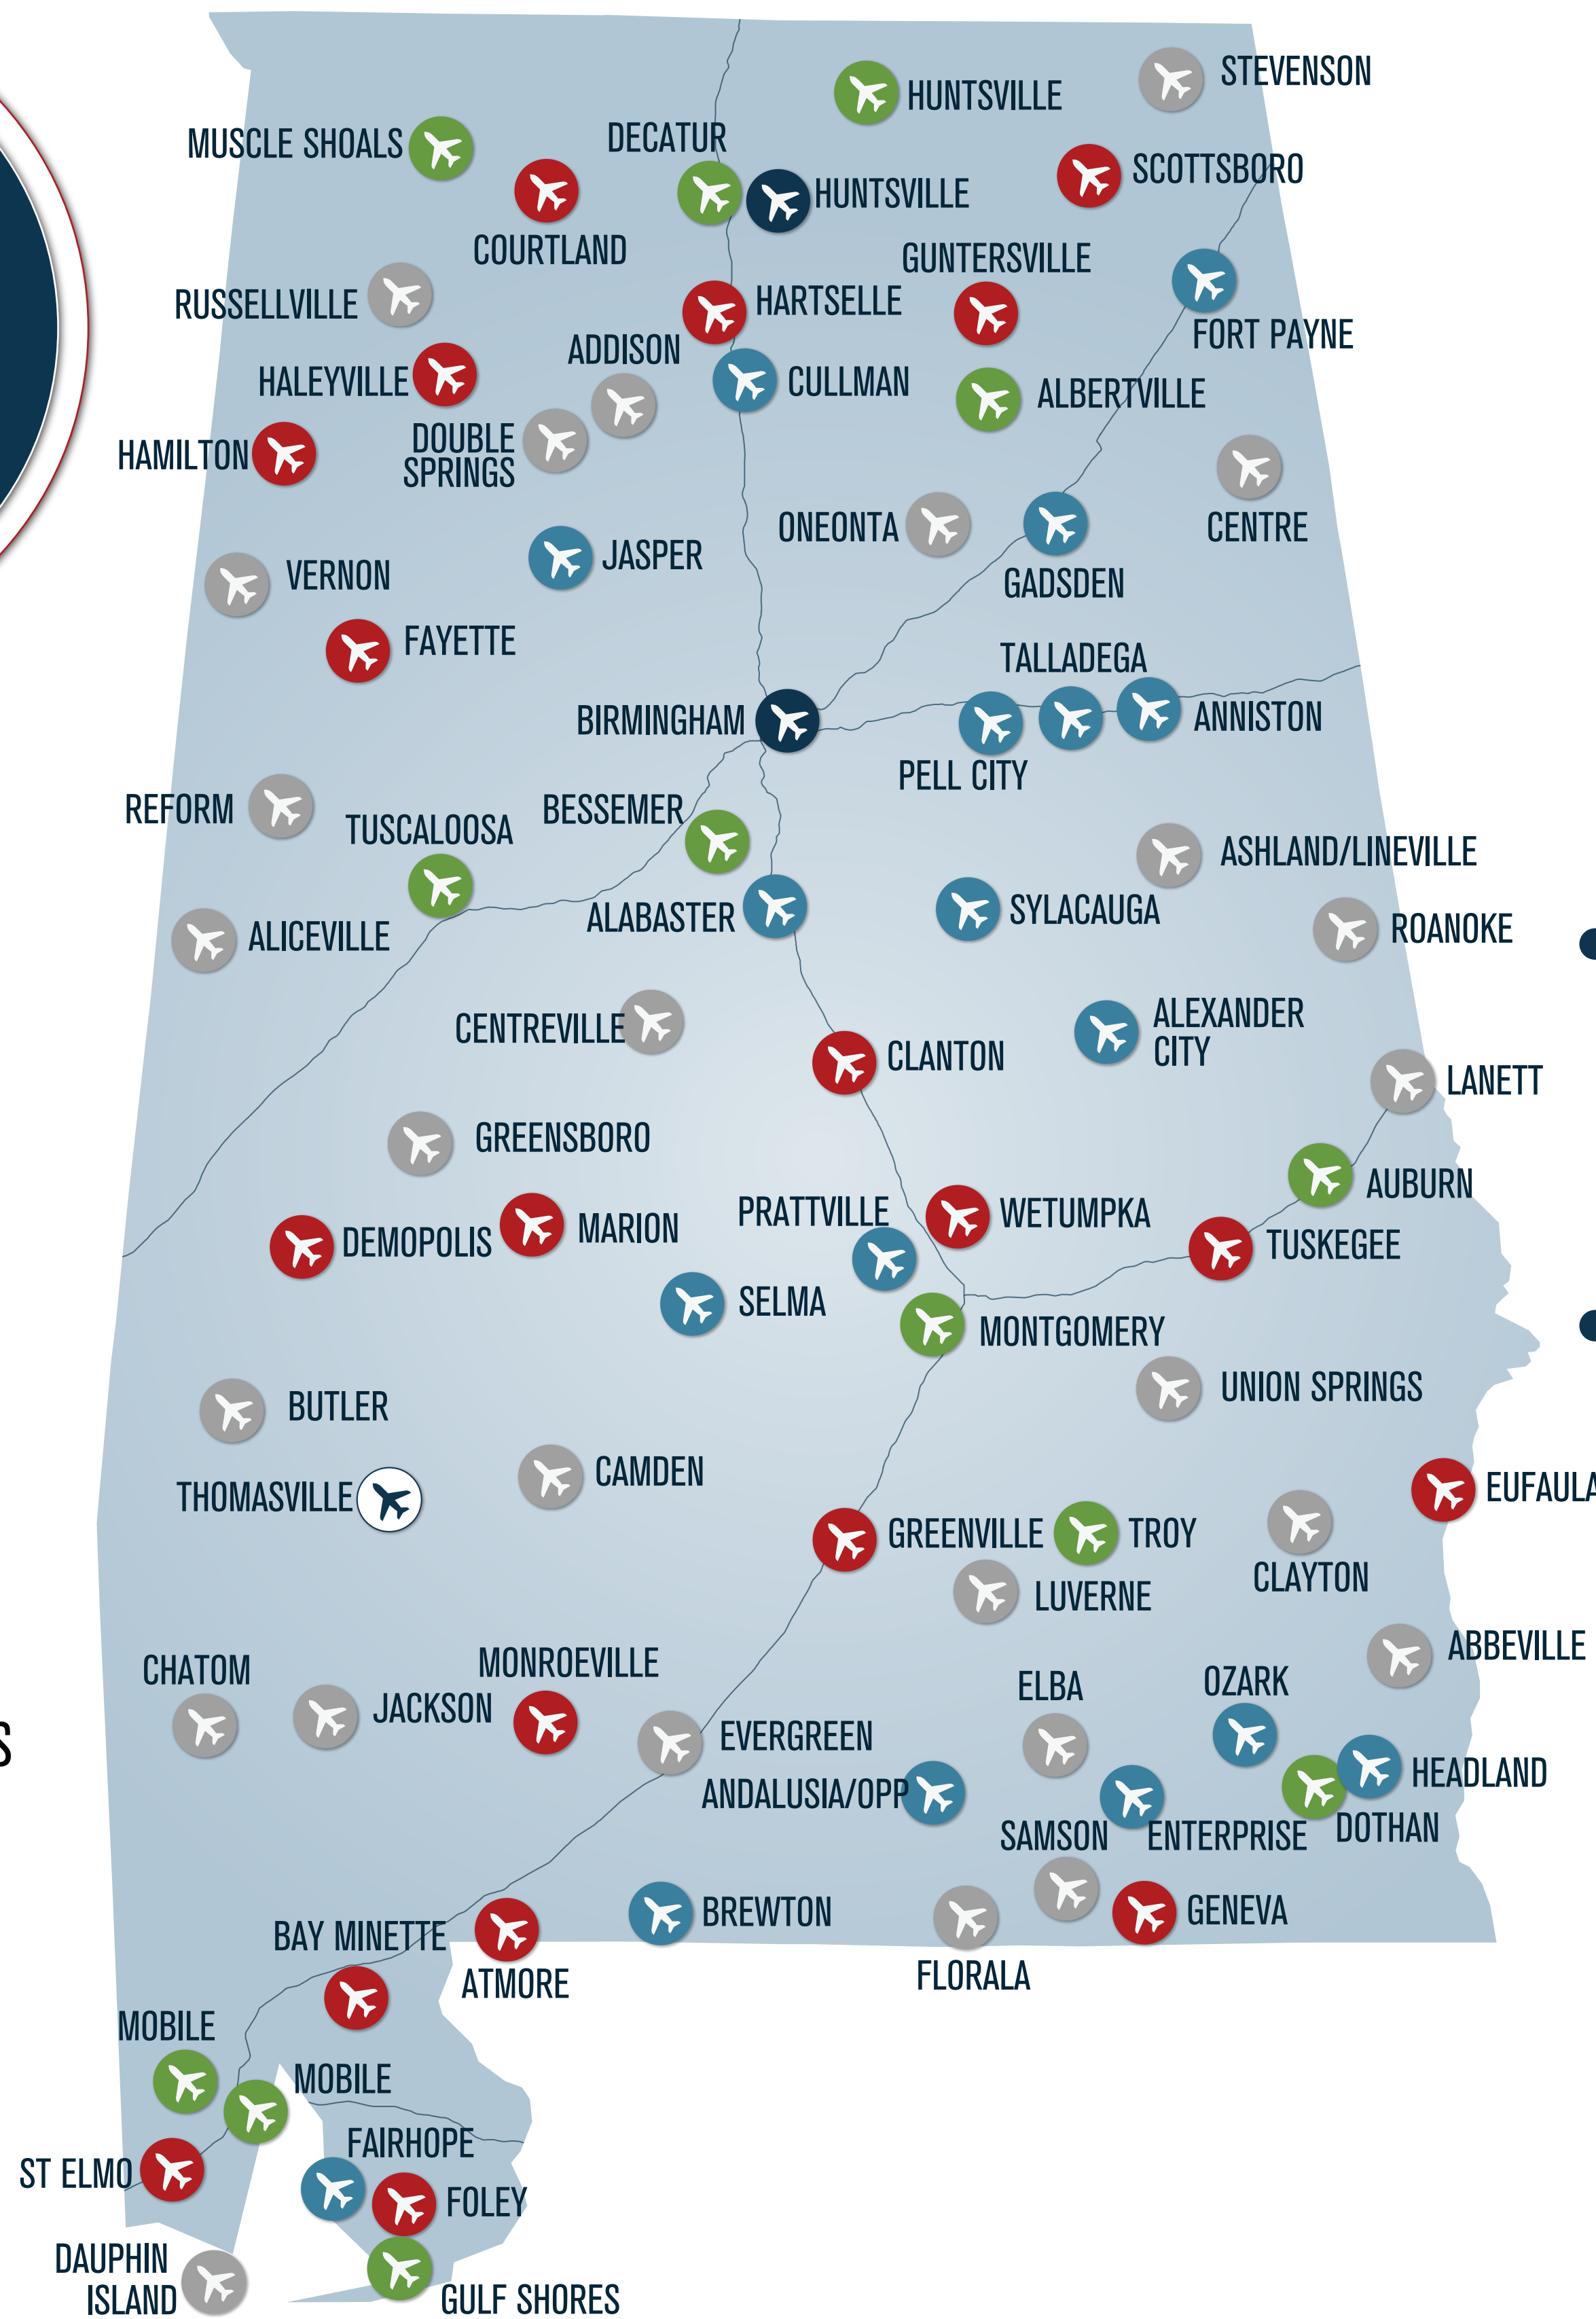 STEVENSON
HUNTSVILLE
MUSCLE SHOALS
DECATUR
SCOTTSBORO
HUNTSVILLE
COURTLAND
GUNTERSVILLE
RUSSELLVILLE
HARTSELLE
FORT PAYNE
ADDISON
HALEYVILLE
CULLMAN
ALBERTVILLE
DOUBLE
SPRINGS
HAMILTON
ONEONTA
CENTRE
JASPER
VERNON
GADSDEN
FAYETTE
TALLADEGA
BIRMINGHAM
ANNISTON
PELL CITY
REFORM
BESSEMER
TUSCALOOSA
ASHLAND/LINEVILLE
ALABASTER
SYLACAUGA
ROANOKE
ALICEVILLE
CENTREVILLE
ALEXANDER
CITY
CLANTON
LANETT
GREENSBORO
AUBURN
PRATTVILLE
WETUMPKA
MARION
DEMOPOLIS
TUSKEGEE
SELMA
MONTGOMERY
UNION SPRINGS
BUTLER
CAMDEN
THOMASVILLE
EUFAULA
GREENVILLE
TROY
CLAYTON
LUVERNE
ABBEVILLE
CHATOM
MONROEVILLE
OZARK
ELBA
JACKSON
S
EVERGREEN
HEADLAND
ANDALUSIA/OPP
SAMSON
ENTERPRISE
DOTHAN
BREWTON
GENEVA
BAY MINETTE
ATMORE
FLORALA
MOBILE
MOBILE
FAIRHOPE
ST ELMO
FOLEY
DAUPHIN
ISLAND
GULF SHORES